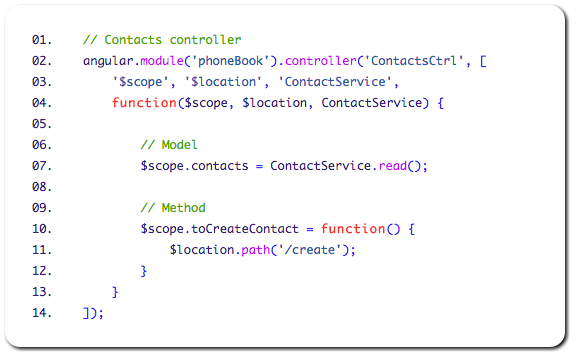 01. // Contacts controller
02. angular.module('phoneBook').controller('ContactsCtrl', [
03.     '$scope', '$location', 'ContactService',
04.     function($scope, $location, ContactService) {
05.
06.         // Model
07.         $scope.contacts = ContactService.read();
08.
09.         // Method
10.         $scope.toCreateContact = function() {
11.             $location.path('/create');
12.         }
13.     }
14. ]);